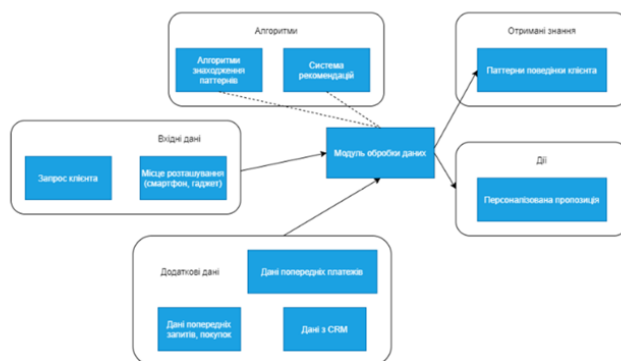 Алгоритми
Алгоритми
знаходження
паттернів
Система
рекомендацій
Отримані знання
Паттерни поведінки клієнта
Вхідні дані
Запрос клієнта
Місце розташування
(смартфон, гаджет)
Модуль обробки даних
Дії
Персоналізована пропозиція
Додаткові дані
Дані попередніх платежів
Дані попередніх
запитів, покупок
Дані з CRM